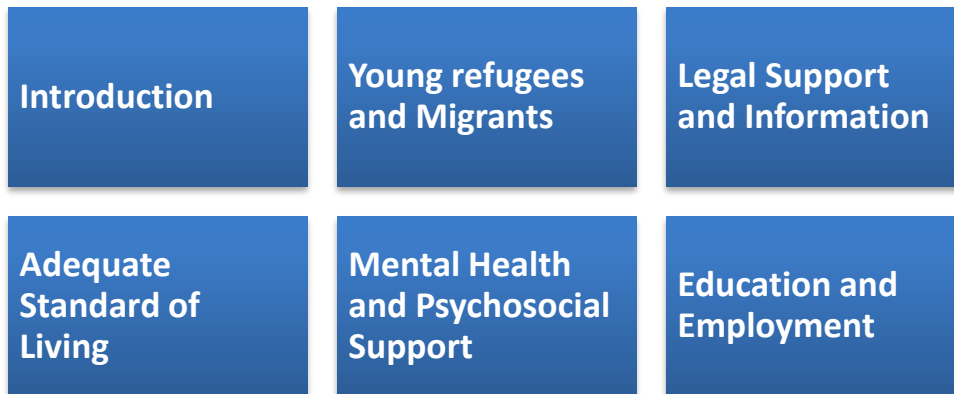 Introduction
Young refugees
and Migrants
Legal Support
and Information
Adequate
Standard of
Living
Mental Health
and Psychosocial
Support
Education and
Employment